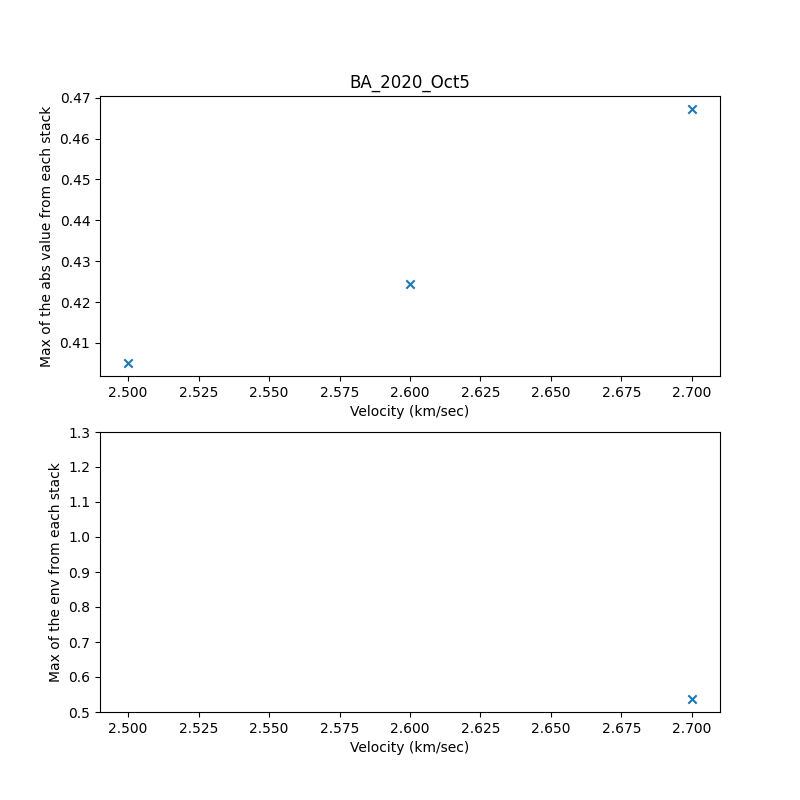 BA_2020_Oct5
0.47
0.46
0.45
0.44
0.43
0.42
0.41
Max of the abs value from each stack
2.500 2.525 2.550 2.575 2.600 2.625 2.650 2.675 2.700
Velocity (km/sec)
1.3
1.2
1.1
1.0
0.9
0.8
0.7
0.6
0.5
Max of the env from each stack
2.500 2.525 2.550 2.575 2.600 2.625 2.650 2.675 2.700
Velocity (km/sec)